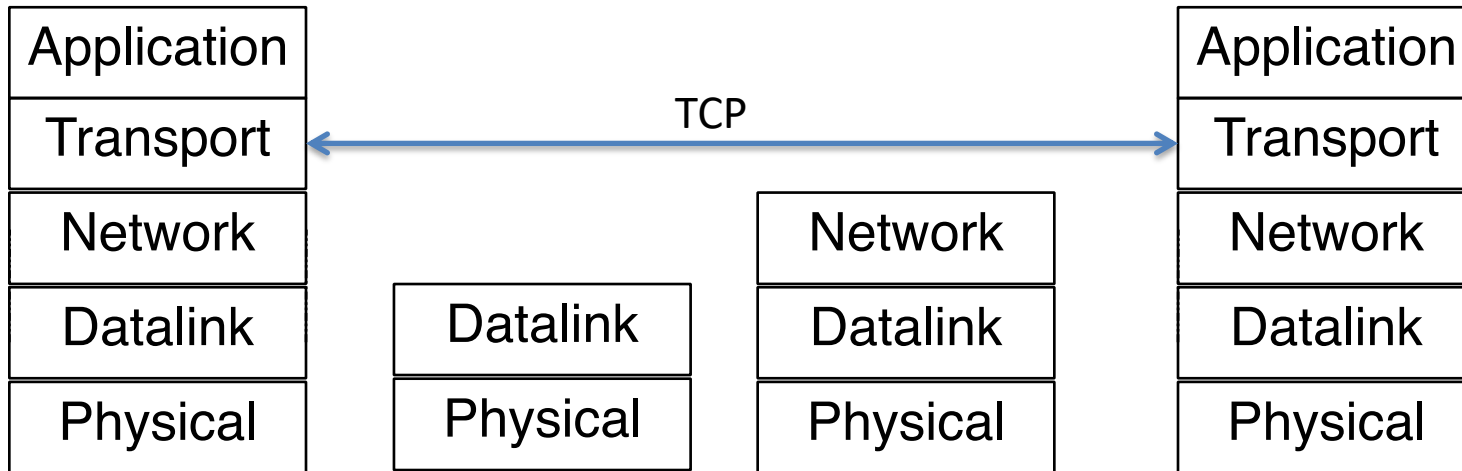 Application
Transport
Network
Datalink
Physical
TCP
Datalink
Physical
Network
Datalink
Physical
Application
Transport
Network
Datalink
Physical